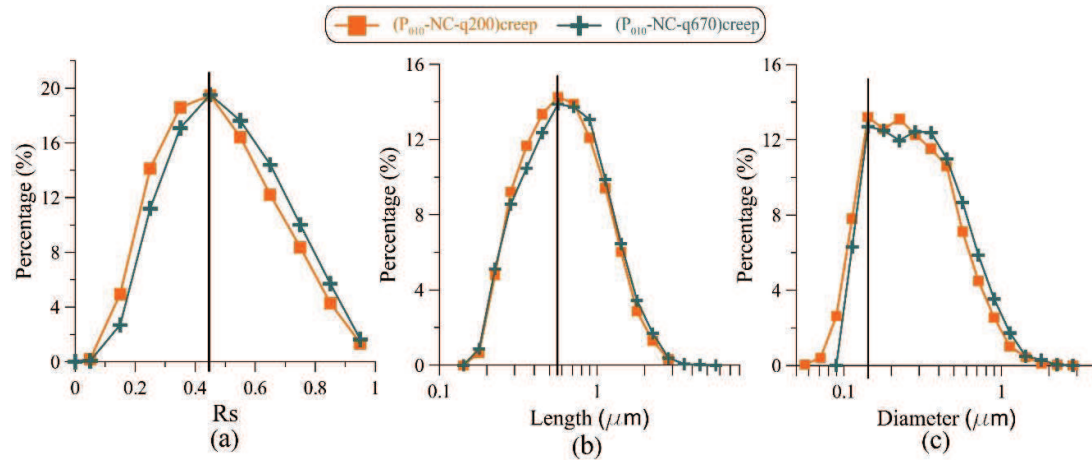 (P₀₁₀-NC-q200)creep (P₀₁₀-NC-q670)creep
20
16
12
8
4
0
Percentage (%)
0 0.2 0.4 0.6 0.8 1
Rs
(a)
16
12
8
4
0
Percentage (%)
0.1 1
Length (μm)
(b)
16
12
8
4
0
Percentage (%)
0.1 1
Diameter (μm)
(c)